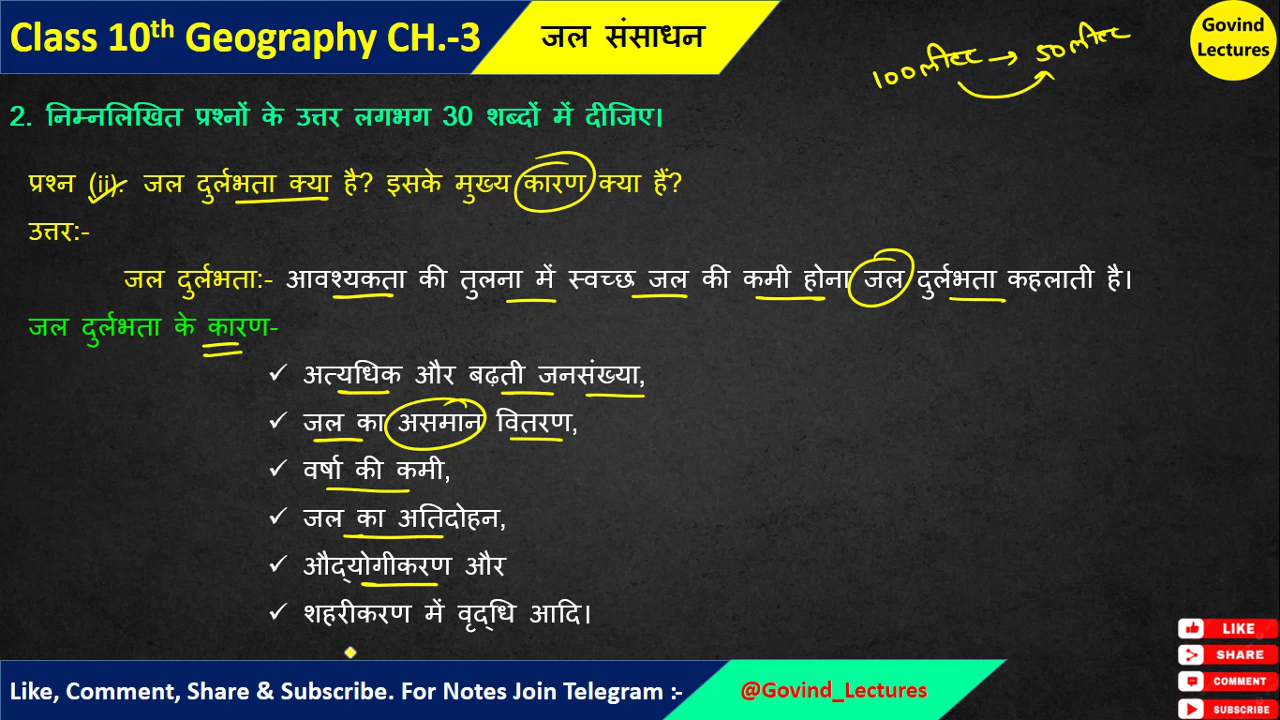 Class 10th Geography CH.-3
जल संसाधन
Govind
Lectures
100लीटर → 50लीटर
2. निम्नलिखित प्रश्नों के उत्तर लगभग 30 शब्दों में दीजिए।
प्रश्न (ii). जल दुर्लभता क्या है? इसके मुख्य कारण क्या हैं?
उत्तर:-
जल दुर्लभता:- आवश्यकता की तुलना में स्वच्छ जल की कमी होना जल दुर्लभता कहलाती है।
जल दुर्लभता के कारण-
✓ अत्यधिक और बढ़ती जनसंख्या,
✓ जल का असमान वितरण,
✓ वर्षा की कमी,
✓ जल का अतिदोहन,
✓ औद्योगीकरण और
✓ शहरीकरण में वृद्धि आदि।
LIKE
SHARE
COMMENT
SUBSCRIBE
Like, Comment, Share & Subscribe. For Notes Join Telegram :-
@Govind_Lectures